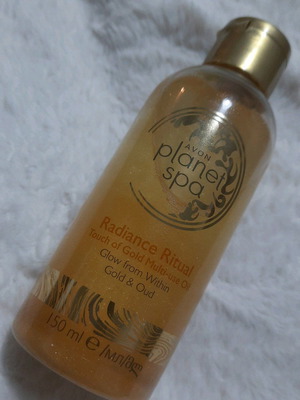 AVON
planet
spa
Radiance Ritual
Touch of Gold Multi-use Oil
Glow from Within
Gold & Oud
150 ml e